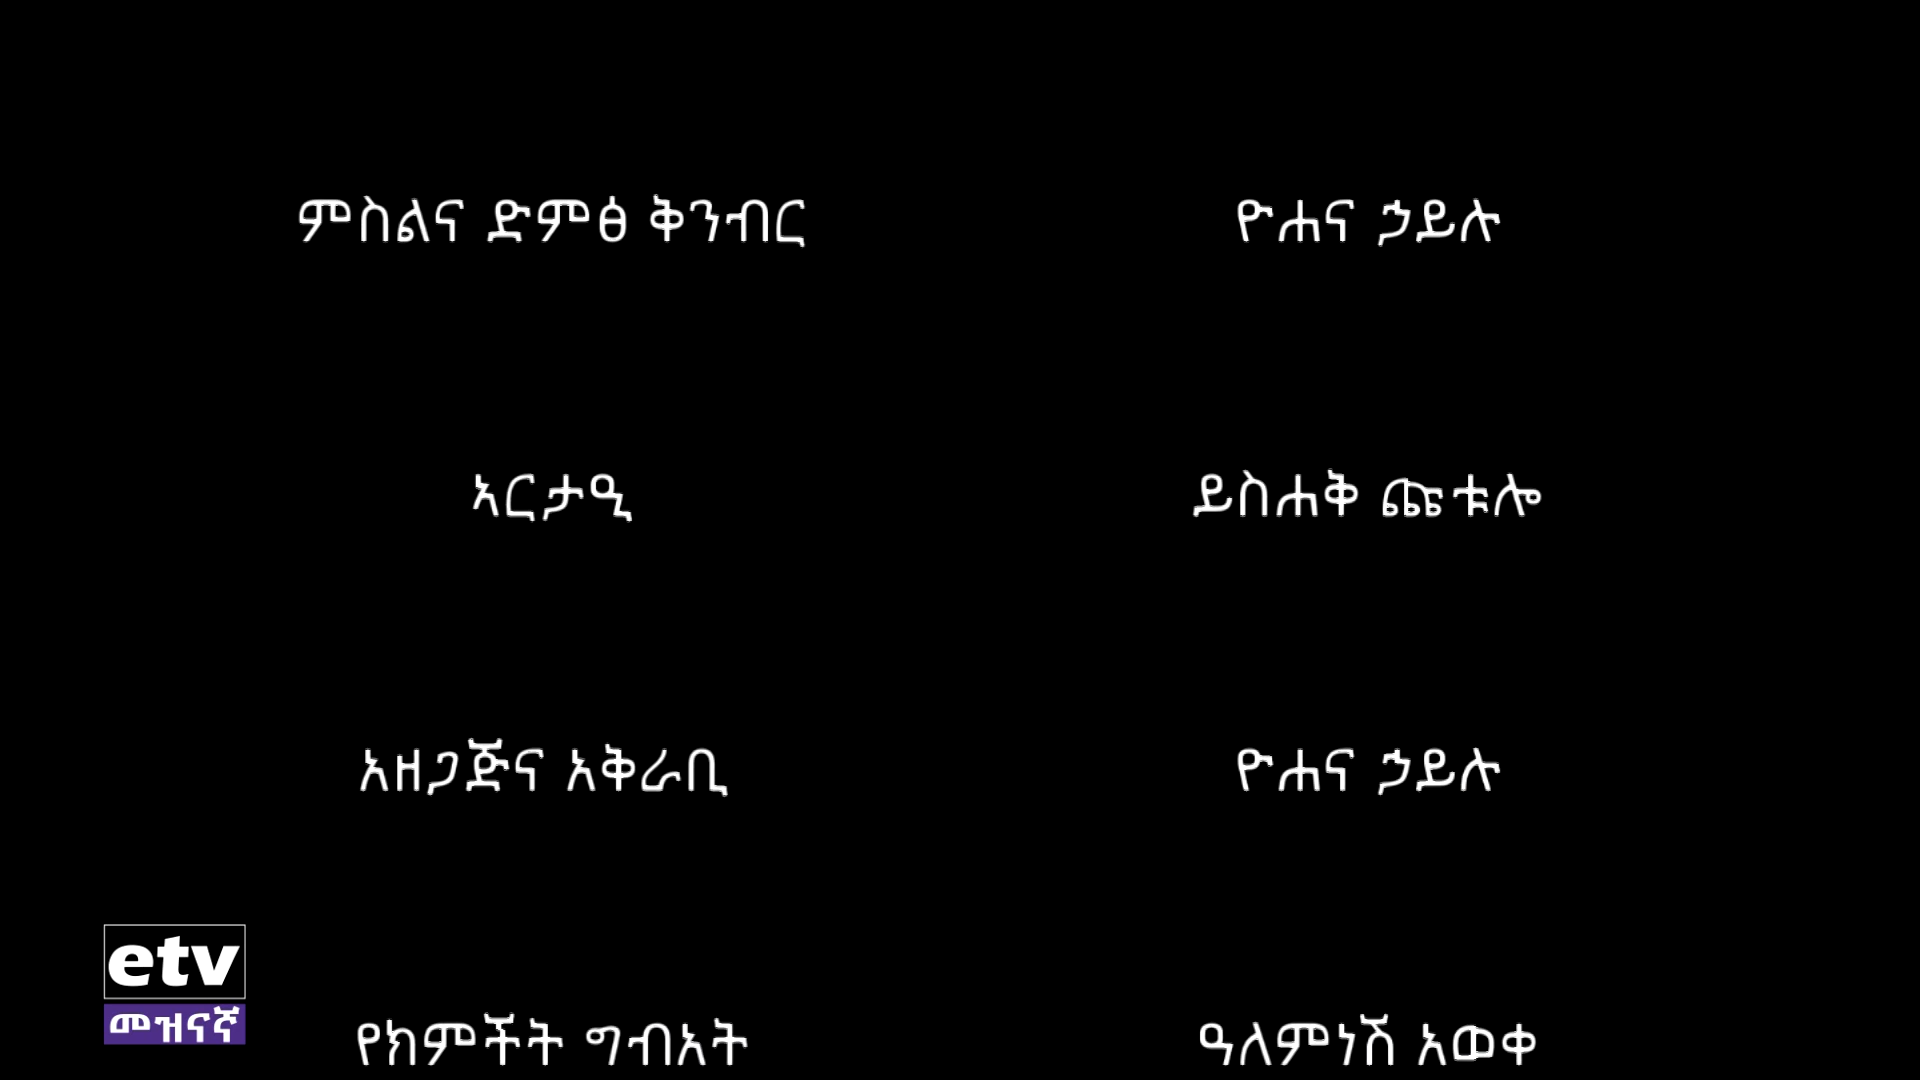 ምስልና ድምፅ ቅንብር ዮሐና ኃይሉ
ኣርታዒ ይስሐቅ ጩቱሎ
አዘጋጅና አቅራቢ ዮሐና ኃይሉ
የክምችት ግብአት ዓለምነሽ አወቀ
etv
መዝናኛ